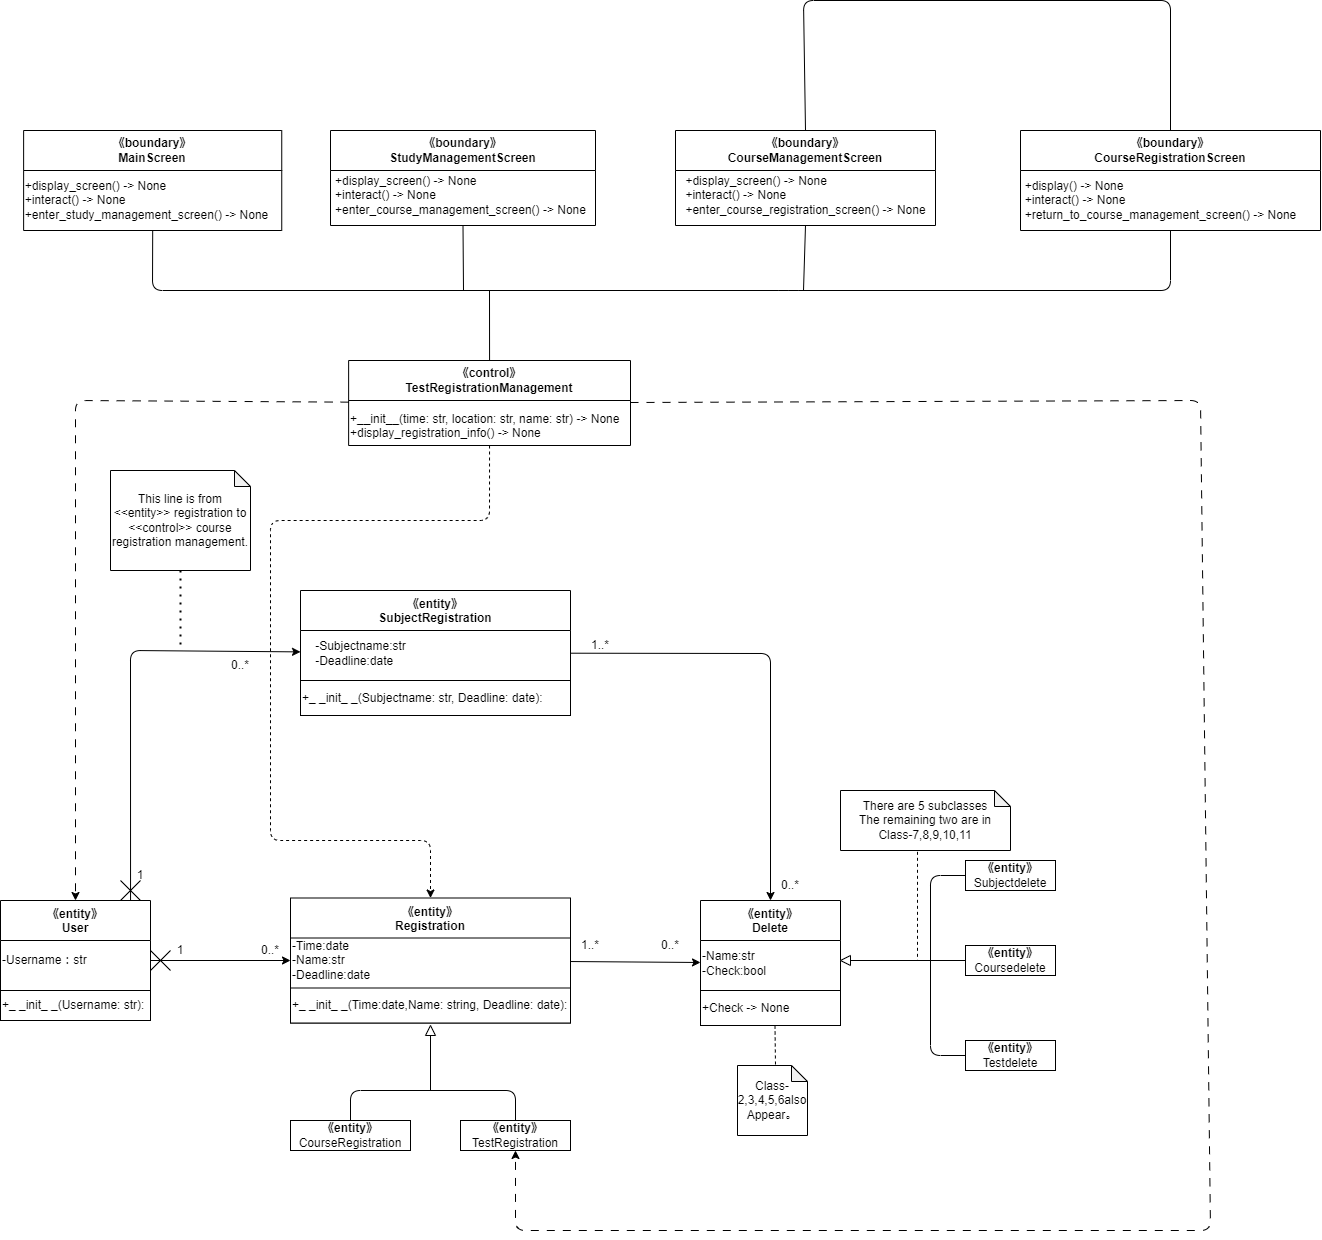 《boundary》
MainScreen
+display_screen() -> None
+interact() -> None
+enter_study_management_screen() -> None
《boundary》
StudyManagementScreen
+display_screen() -> None
+interact() -> None
+enter_course_management_screen() -> None
《boundary》
CourseManagementScreen
+display_screen() -> None
+interact() -> None
+enter_course_registration_screen() -> None
《boundary》
CourseRegistrationScreen
+display() -> None
+interact() -> None
+return_to_course_management_screen() -> None
《control》
TestRegistrationManagement
+__init__(time: str, location: str, name: str) -> None
+display_registration_info() -> None
This line is from
<<entity>> registration to
<<control>> course
registration management.
《entity》
SubjectRegistration
-Subjectname:str
-Deadline:date
+_ _init_ _(Subjectname: str, Deadline: date):
0..*
1..*
There are 5 subclasses
The remaining two are in
Class-7,8,9,10,11
1
0..*
《entity》
User
-Username：str
+_ _init_ _(Username: str):
1
0..*
《entity》
Registration
-Time:date
-Name:str
-Deadline:date
+_ _init_ _(Time:date,Name: string, Deadline: date):
1..*
0..*
《entity》
Delete
-Name:str
-Check:bool
+Check -> None
《entity》
Subjectdelete
《entity》
Coursedelete
《entity》
Testdelete
Class-
2,3,4,5,6also
Appear。
《entity》
CourseRegistration
《entity》
TestRegistration